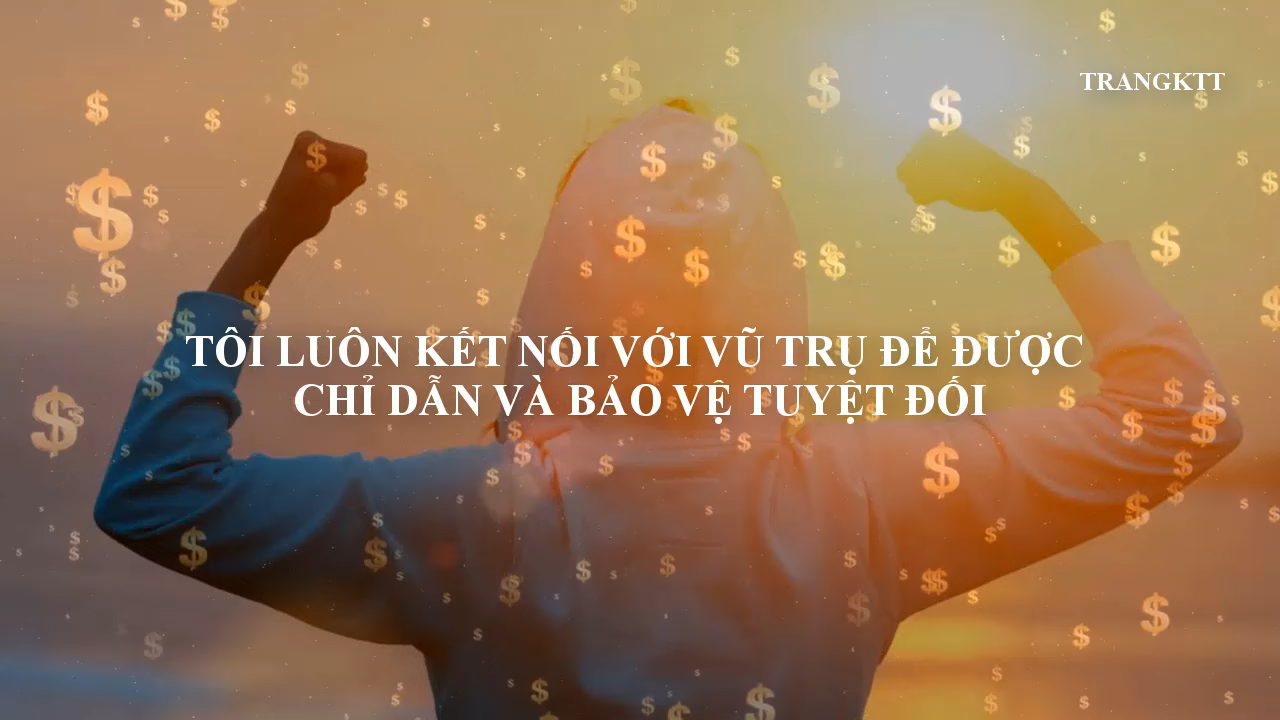 TRANGKTT
TÔI LUÔN KẾT NỐI VỚI VŨ TRỤ ĐỂ ĐƯỢC
CHỈ DẪN VÀ BẢO VỆ TUYỆT ĐỐI